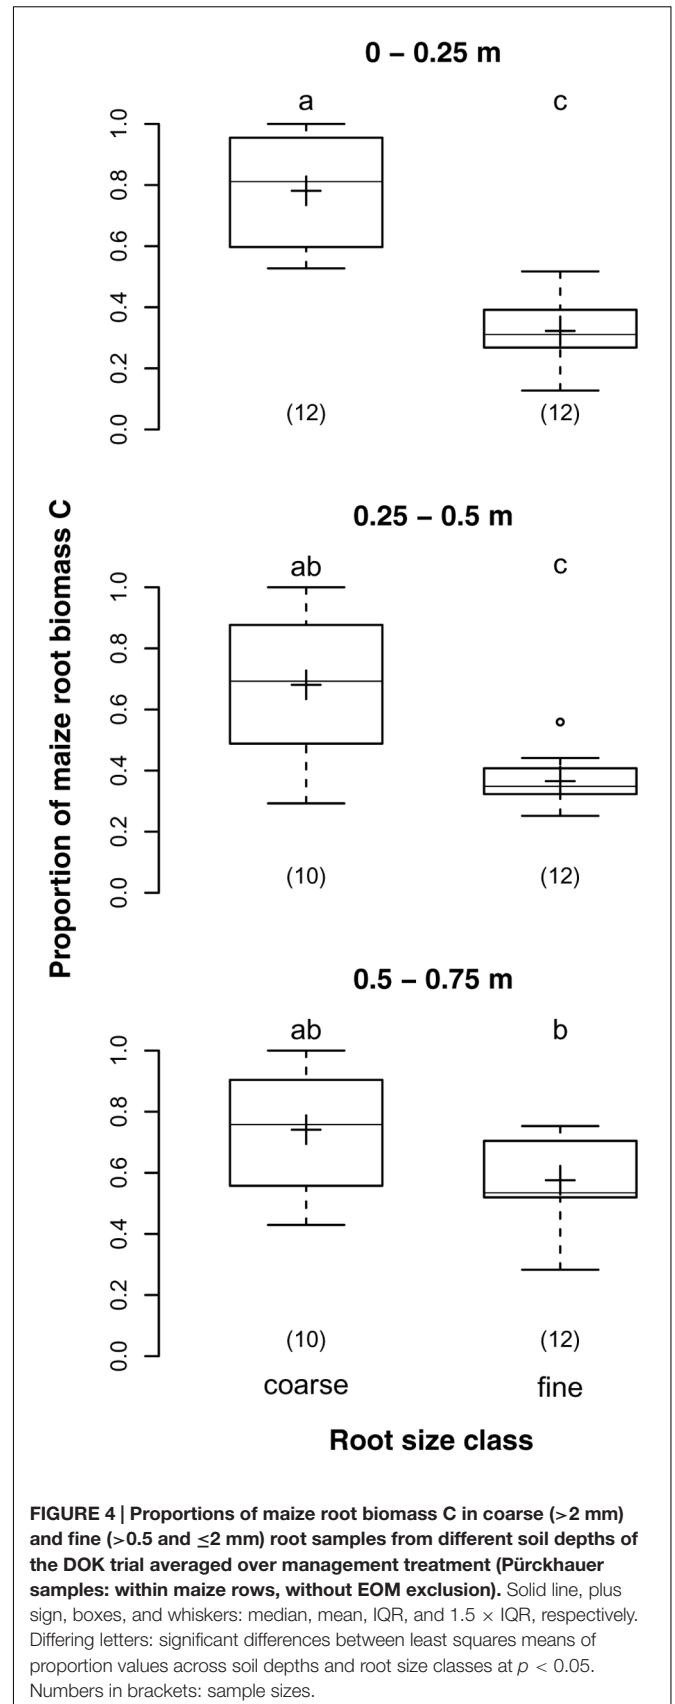 0 – 0.25 m
a c
1.0
0.8
0.6
0.4
0.2
0.0
(12) (12)
Proportion of maize root biomass C
0.25 – 0.5 m
ab c
1.0
0.8
0.6
0.4
0.2
0.0
(10) (12)
0.5 – 0.75 m
ab b
1.0
0.8
0.6
0.4
0.2
0.0
(10) (12)
coarse fine
Root size class
FIGURE 4 | Proportions of maize root biomass C in coarse (>2 mm)
and fine (>0.5 and ≤2 mm) root samples from different soil depths of
the DOK trial averaged over management treatment (Pürckhauer
samples: within maize rows, without EOM exclusion). Solid line, plus
sign, boxes, and whiskers: median, mean, IQR, and 1.5 × IQR, respectively.
Differing letters: significant differences between least squares means of
proportion values across soil depths and root size classes at p < 0.05.
Numbers in brackets: sample sizes.